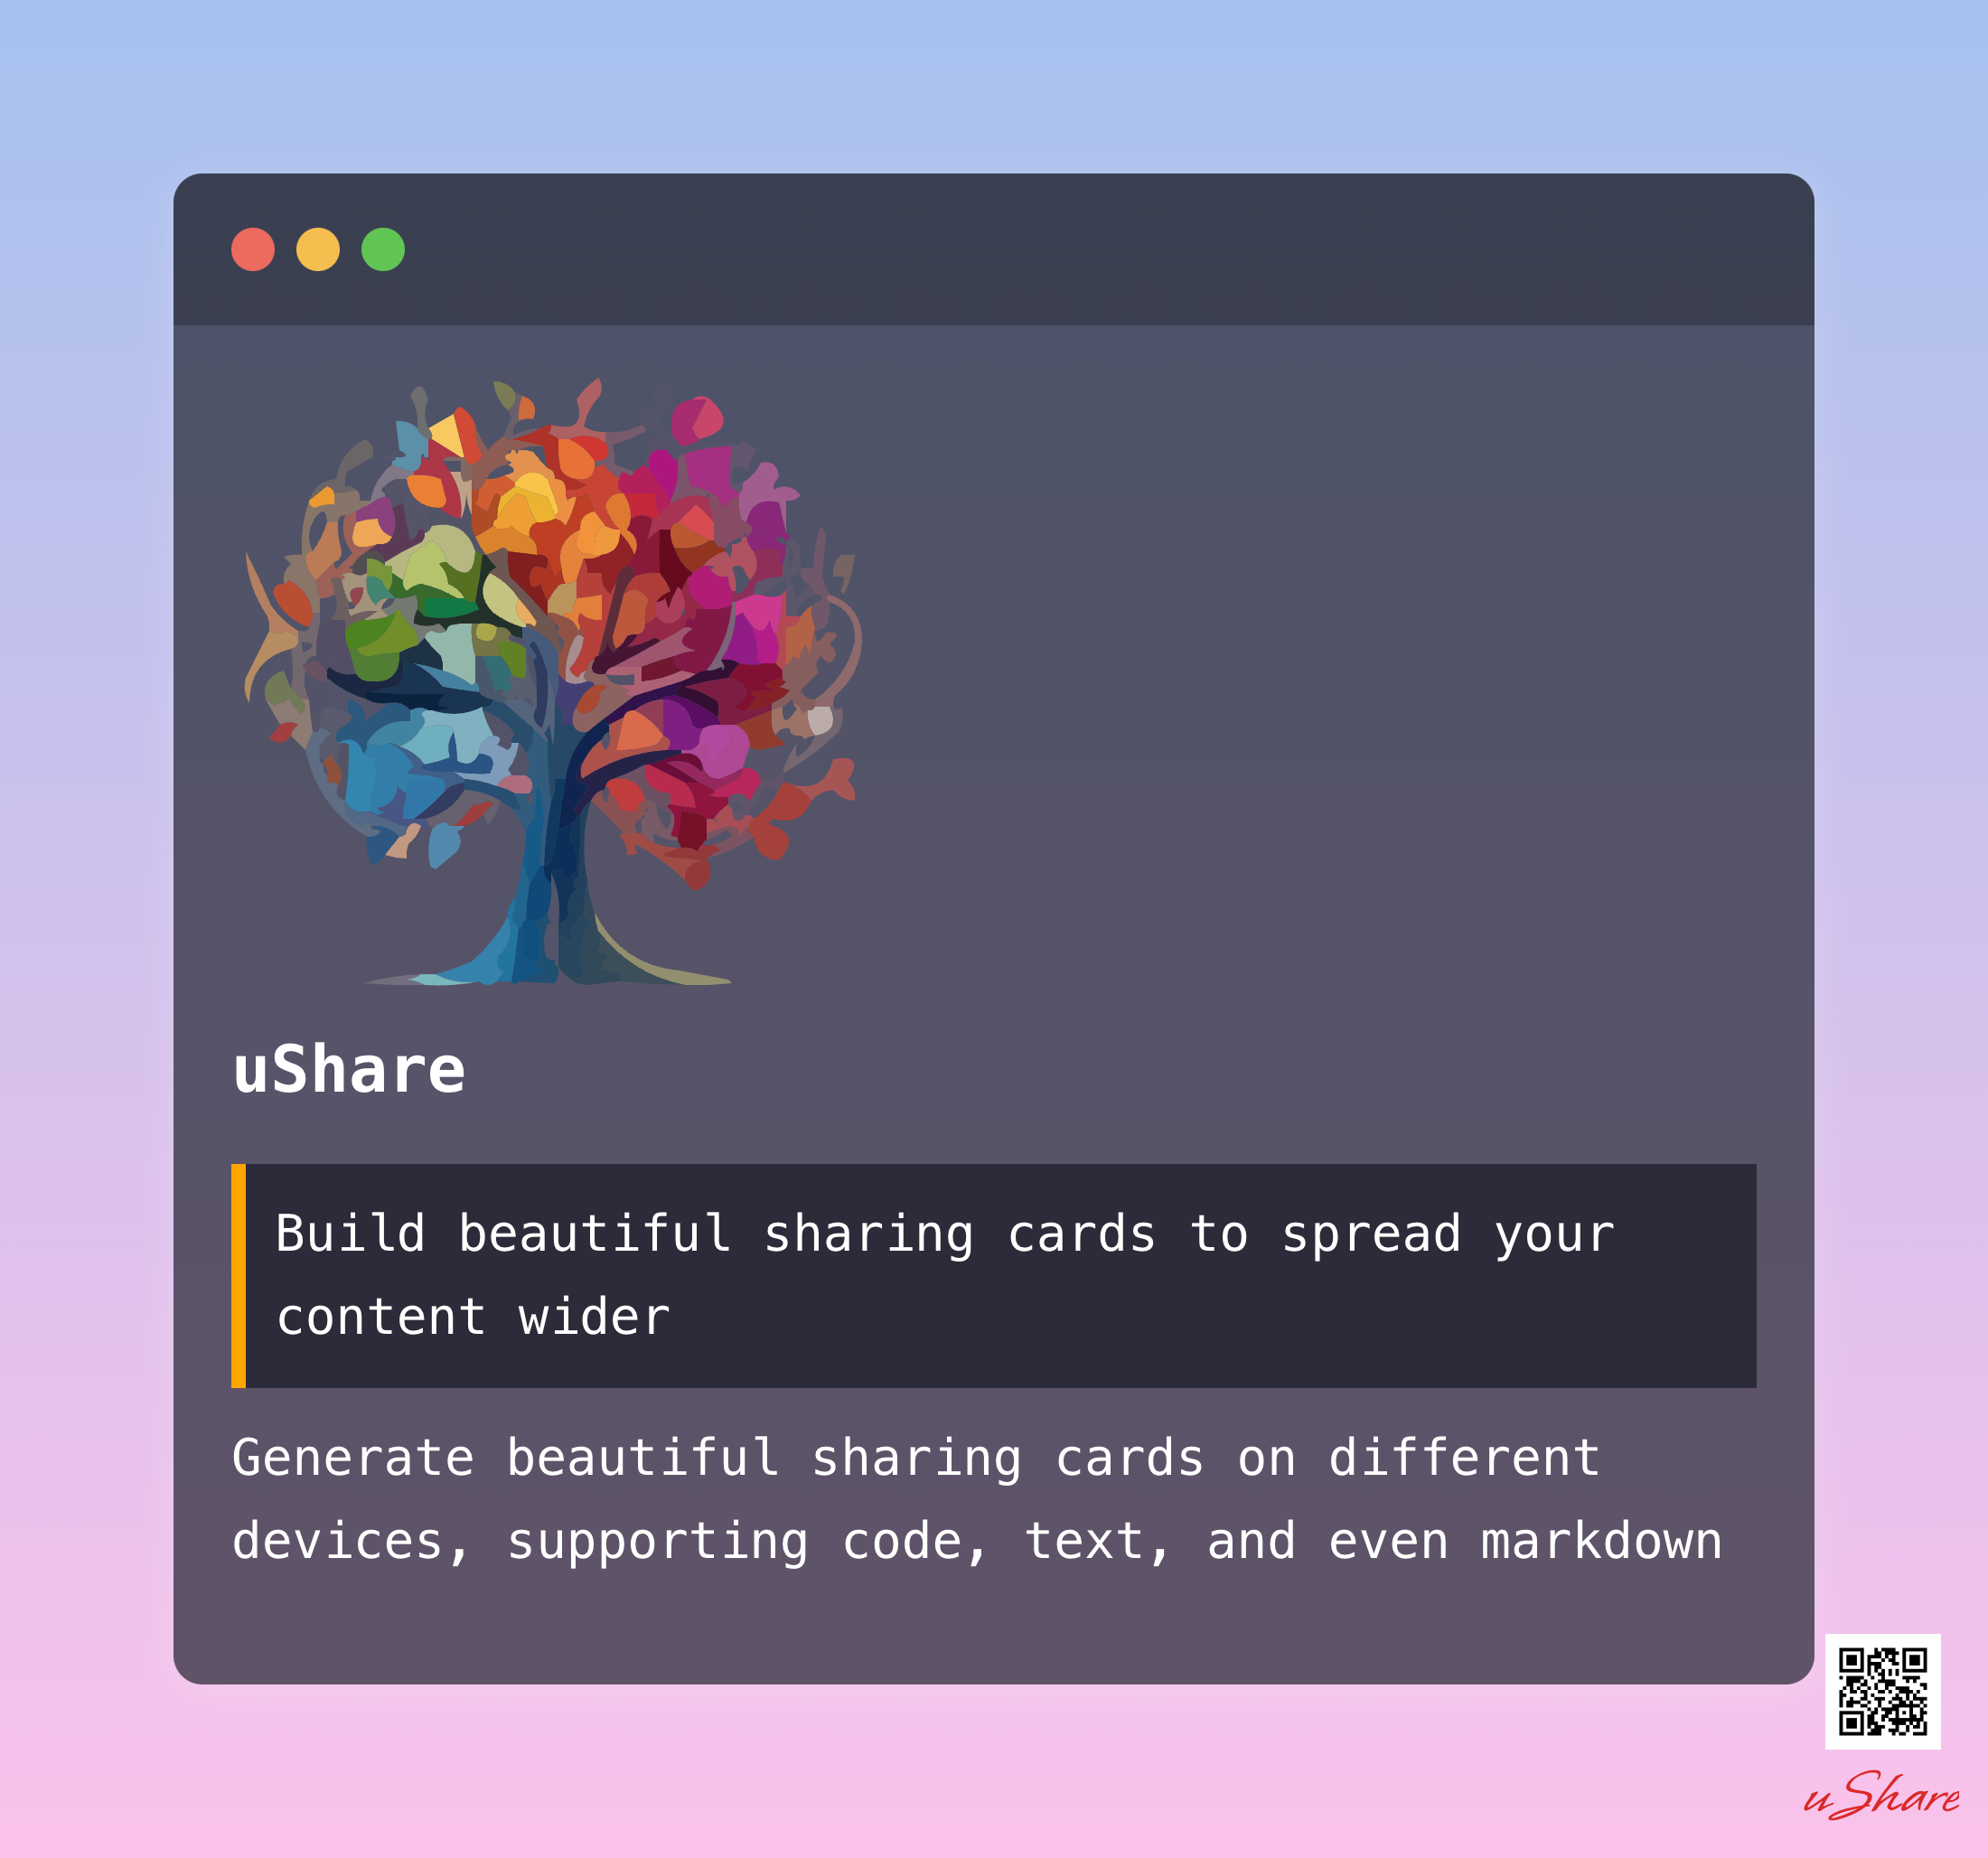 uShare
Build beautiful sharing cards to spread your
content wider
Generate beautiful sharing cards on different
devices, supporting code, text, and even markdown
uShare